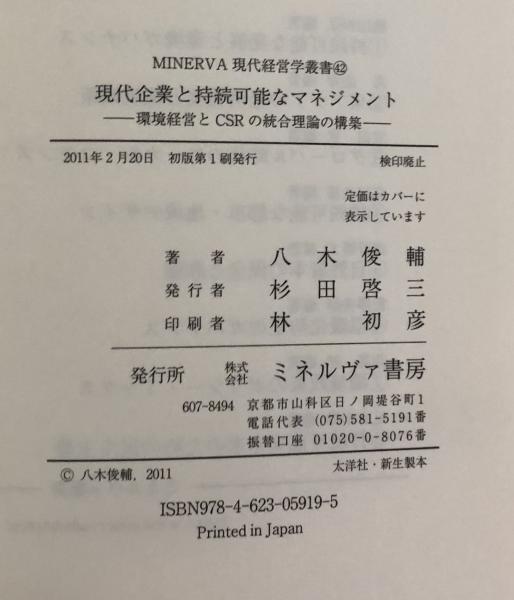 MINERVA 現代経営学叢書㊷
現代企業と持続可能なマネジメント
――環境経営とCSRの統合理論の構築――
2011年2月20日 初版第1刷発行 検印廃止
定価はカバーに
表示しています
著者 八木俊輔
発行者 杉田啓三
印刷者 林初彦
発行所 株式会社 ミネルヴァ書房
607-8494 京都市山科区日ノ岡堤谷町1
電話代表 (075)581-5191番
振替口座 01020-0-8076番
© 八木俊輔, 2011 太洋社・新生製本
ISBN978-4-623-05919-5
Printed in Japan